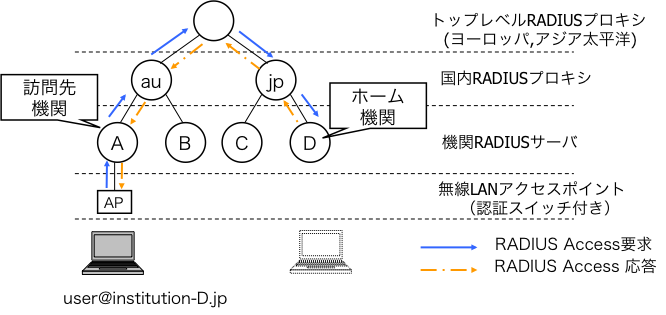 トップレベルRADIUSプロキシ
(ヨーロッパ,アジア太平洋)
au
jp
国内RADIUSプロキシ
訪問先
機関
ホーム
機関
A
B
C
D
機関RADIUSサーバ
AP
無線LANアクセスポイント
（認証スイッチ付き）
RADIUS Access要求
RADIUS Access 応答
user@institution-D.jp